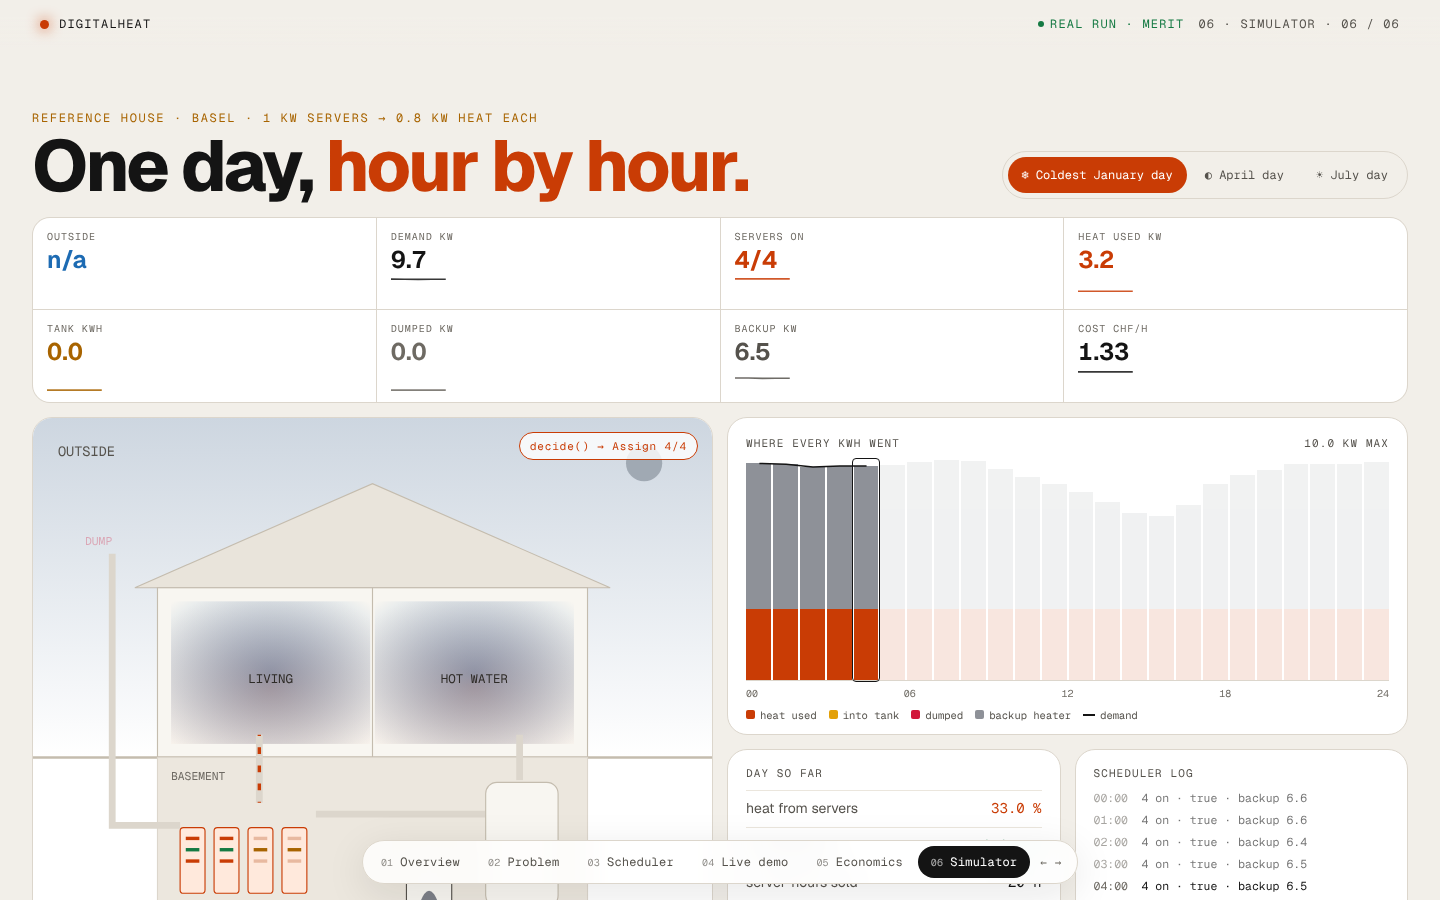 DIGITALHEAT
REAL RUN · MERIT 06 · SIMULATOR · 06 / 06
REFERENCE HOUSE · BASEL · 1 KW SERVERS → 0.8 KW HEAT EACH
One day, hour by hour.
❄ Coldest January day
◐ April day
☀ July day
OUTSIDE
n/a
DEMAND KW
9.7
SERVERS ON
4/4
HEAT USED KW
3.2
TANK KWH
0.0
DUMPED KW
0.0
BACKUP KW
6.5
COST CHF/H
1.33
OUTSIDE
decide() → Assign 4/4
DUMP
LIVING
HOT WATER
BASEMENT
WHERE EVERY KWH WENT
10.0 KW MAX
00 06 12 18 24
heat used into tank dumped backup heater demand
DAY SO FAR
heat from servers 33.0 %
SCHEDULER LOG
00:00 4 on · true · backup 6.6
01:00 4 on · true · backup 6.6
02:00 4 on · true · backup 6.4
03:00 4 on · true · backup 6.5
04:00 4 on · true · backup 6.5
01 Overview 02 Problem 03 Scheduler 04 Live demo 05 Economics 06 Simulator ← →